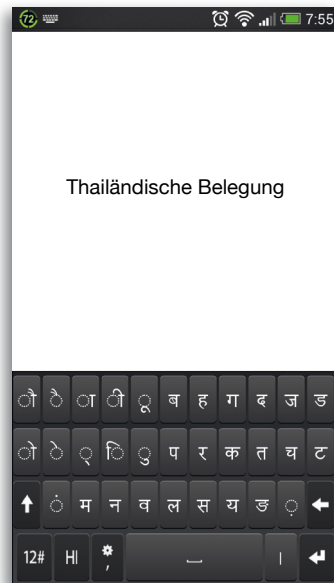 72 7:55
Thailändische Belegung
ौ ै ा ी ू ब ह ग द ज ड
ो े ् ि ु प र क त च ट
ं म न व ल स य ङ ़
12# HI , ।